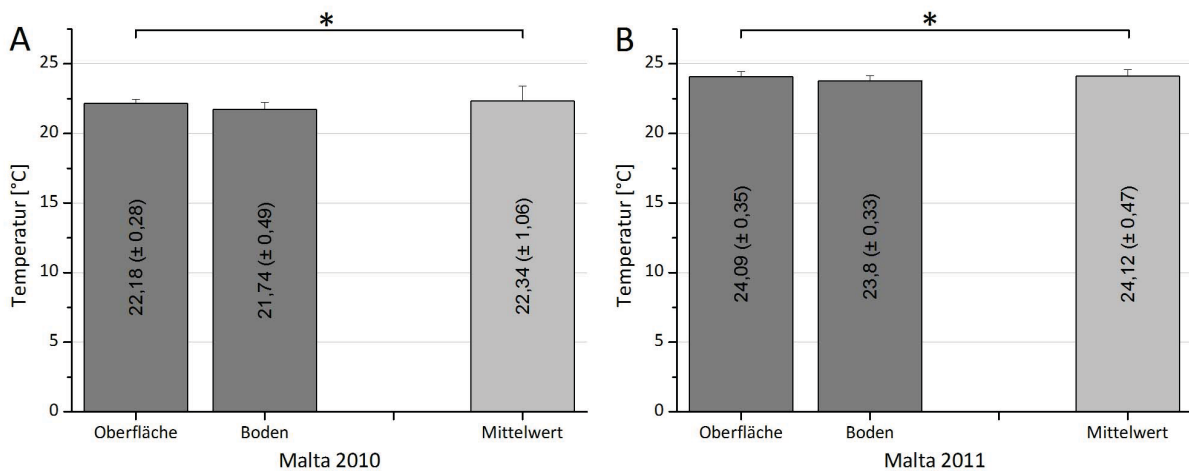 A
*
Temperatur [°C]
25
20
15
10
5
0
22,18 (± 0,28)
21,74 (± 0,49)
22,34 (± 1,06)
Oberfläche
Boden
Mittelwert
Malta 2010
B
*
Temperatur [°C]
25
20
15
10
5
0
24,09 (± 0,35)
23,8 (± 0,33)
24,12 (± 0,47)
Oberfläche
Boden
Mittelwert
Malta 2011